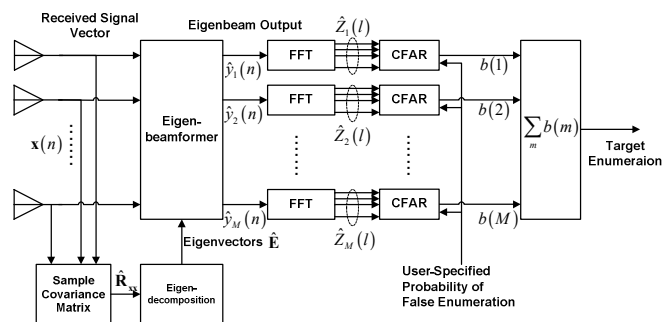 Received Signal
Vector
Eigenbeam Output
Ẑ₁(l)
FFT
CFAR
ŷ₁(n)
b(1)
Eigen-
beamformer
FFT
CFAR
ŷ₂(n)
b(2)
x(n)
Ẑ₂(l)
∑ b(m)
m
Target
Enumeraion
FFT
CFAR
ŷ_M(n)
b(M)
Ẑ_M(l)
Eigenvectors Ê
Sample
Covariance
Matrix
R̂xx
Eigen-
decomposition
User-Specified
Probability of
False Enumeration